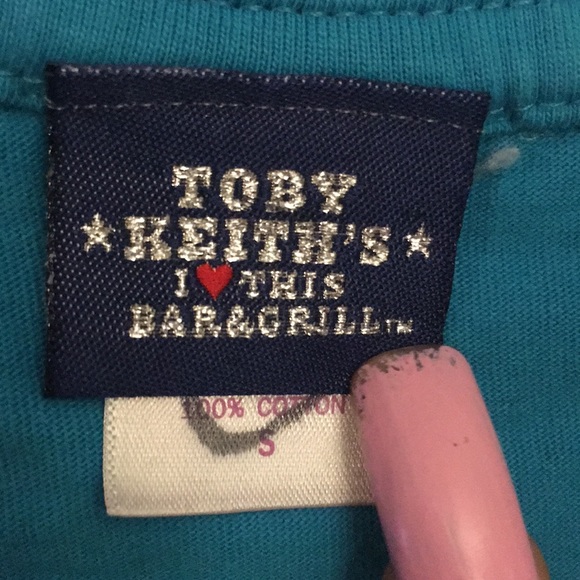 TOBY
KEITH'S
I ♥ THIS
BAR&GRILL™
100% COTTON
S